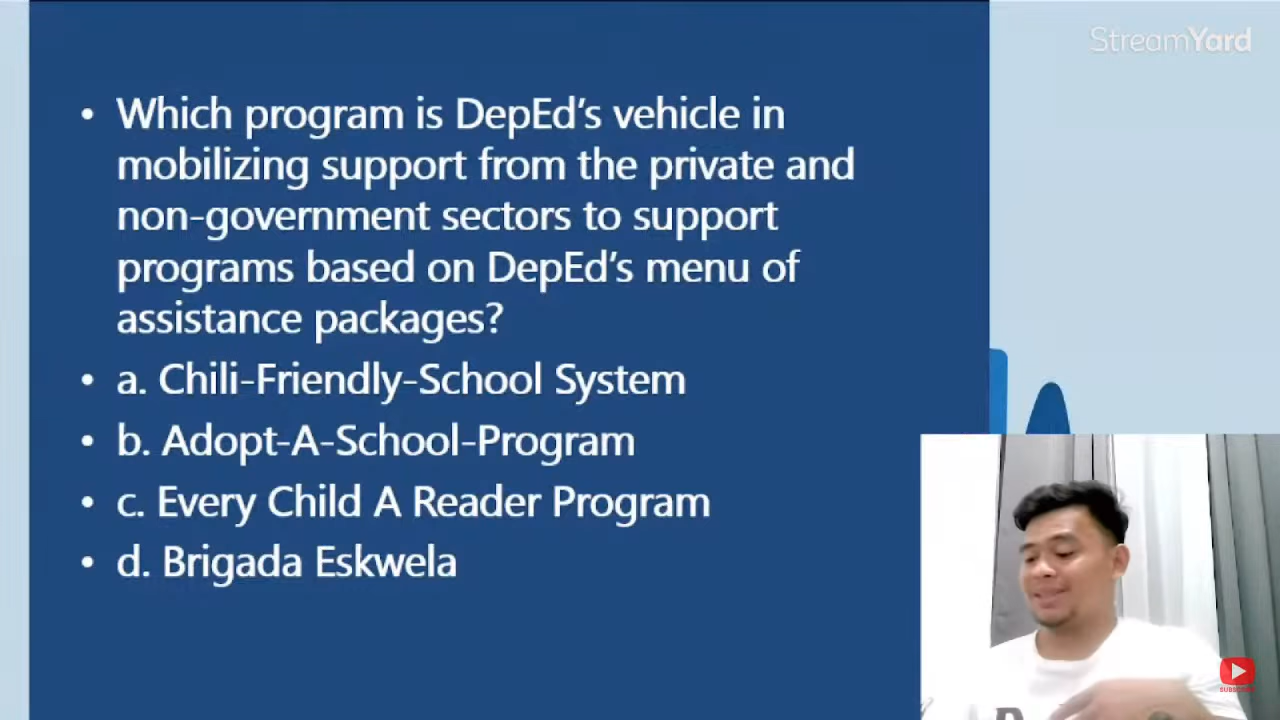 StreamYard
• Which program is DepEd's vehicle in
mobilizing support from the private and
non-government sectors to support
programs based on DepEd's menu of
assistance packages?
• a. Chili-Friendly-School System
• b. Adopt-A-School-Program
• c. Every Child A Reader Program
• d. Brigada Eskwela